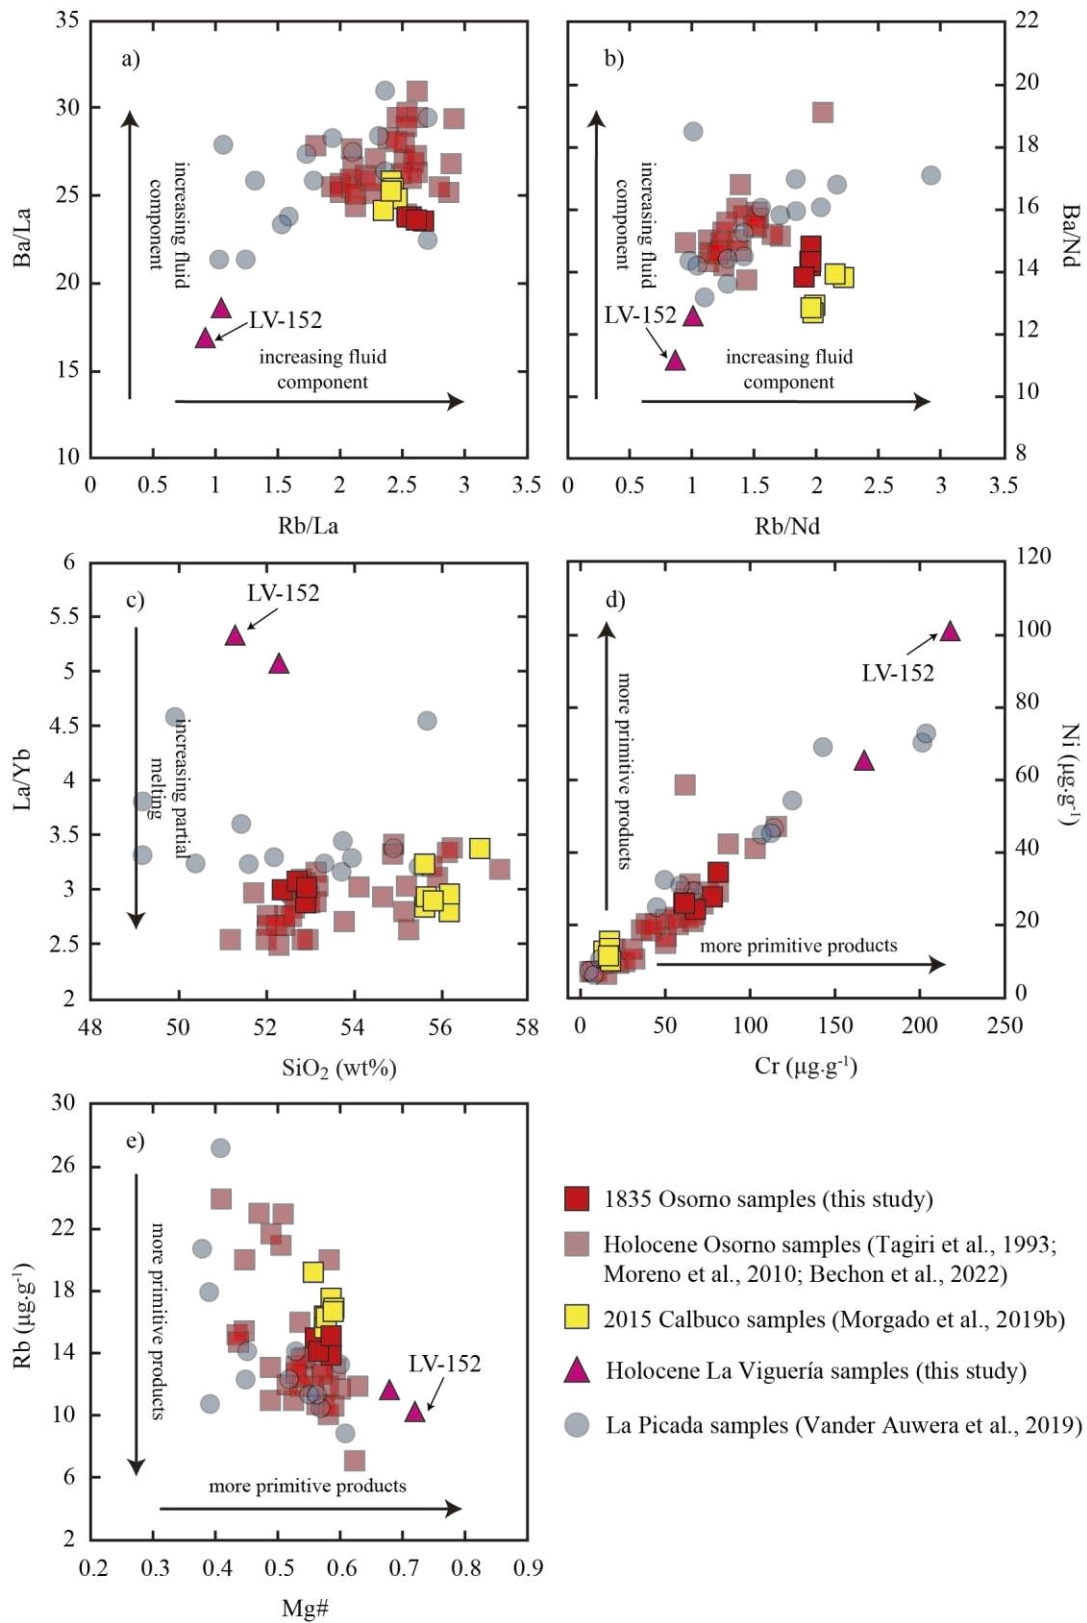 a)
35
30
25
20
15
10
Ba/La
increasing fluid
component
LV-152
increasing fluid
component
0 0.5 1 1.5 2 2.5 3 3.5
Rb/La
b)
22
20
18
16
14
12
10
8
Ba/Nd
increasing fluid
component
LV-152
increasing fluid
component
0 0.5 1 1.5 2 2.5 3 3.5
Rb/Nd
c)
6
5.5
5
4.5
4
3.5
3
2.5
2
La/Yb
LV-152
increasing partial
melting
48 50 52 54 56 58
SiO₂ (wt%)
d)
120
100
80
60
40
20
0
Ni (µg·g⁻¹)
LV-152
more primitive products
more primitive products
0 50 100 150 200 250
Cr (µg·g⁻¹)
e)
30
26
22
18
14
10
6
2
Rb (µg·g⁻¹)
more primitive products
LV-152
more primitive products
0.2 0.3 0.4 0.5 0.6 0.7 0.8 0.9
Mg#
1835 Osorno samples (this study)
Holocene Osorno samples (Tagiri et al., 1993;
Moreno et al., 2010; Bechon et al., 2022)
2015 Calbuco samples (Morgado et al., 2019b)
Holocene La Viguería samples (this study)
La Picada samples (Vander Auwera et al., 2019)